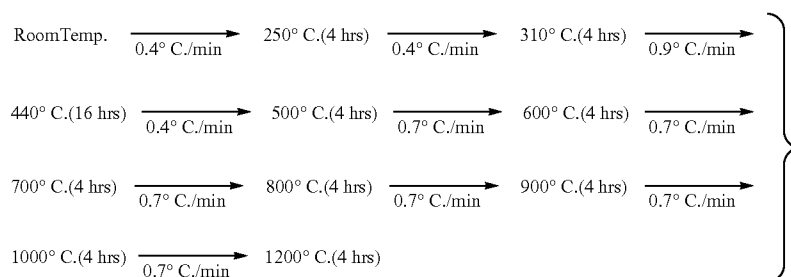 RoomTemp. 0.4° C./min 250° C.(4 hrs) 0.4° C./min 310° C.(4 hrs) 0.9° C./min
440° C.(16 hrs) 0.4° C./min 500° C.(4 hrs) 0.7° C./min 600° C.(4 hrs) 0.7° C./min
700° C.(4 hrs) 0.7° C./min 800° C.(4 hrs) 0.7° C./min 900° C.(4 hrs) 0.7° C./min
1000° C.(4 hrs) 0.7° C./min 1200° C.(4 hrs)